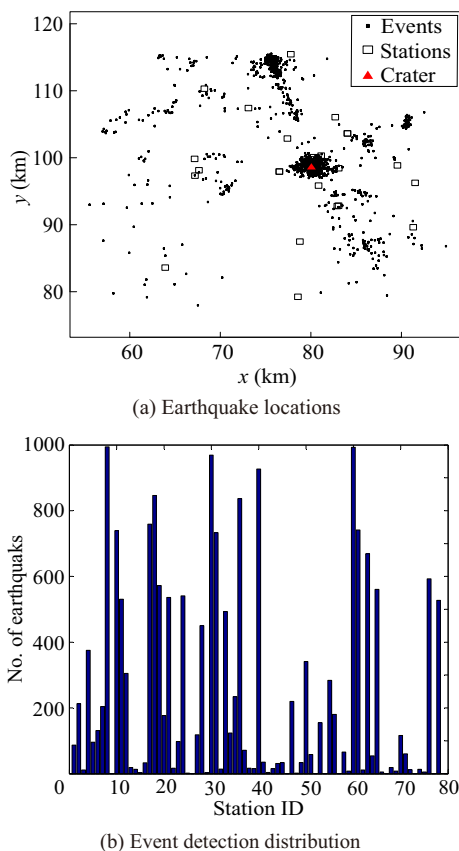 120
110
100
90
80
y (km)
Events
Stations
Crater
60 70 80 90
x (km)
(a) Earthquake locations
1000
800
600
400
200
0
No. of earthquaks
10 20 30 40 50 60 70 80
Station ID
(b) Event detection distribution